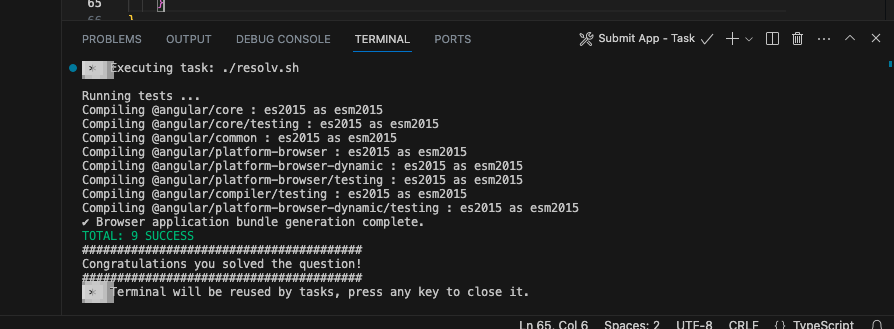 65 }
66 }
PROBLEMS OUTPUT DEBUG CONSOLE TERMINAL PORTS Submit App - Task
* Executing task: ./resolv.sh
Running tests ...
Compiling @angular/core : es2015 as esm2015
Compiling @angular/core/testing : es2015 as esm2015
Compiling @angular/common : es2015 as esm2015
Compiling @angular/platform-browser : es2015 as esm2015
Compiling @angular/platform-browser-dynamic : es2015 as esm2015
Compiling @angular/platform-browser/testing : es2015 as esm2015
Compiling @angular/compiler/testing : es2015 as esm2015
Compiling @angular/platform-browser-dynamic/testing : es2015 as esm2015
✔ Browser application bundle generation complete.
TOTAL: 9 SUCCESS
########################################
Congratulations you solved the question!
########################################
* Terminal will be reused by tasks, press any key to close it.
Ln 65, Col 6 Spaces: 2 UTF-8 CRLF {} TypeScript